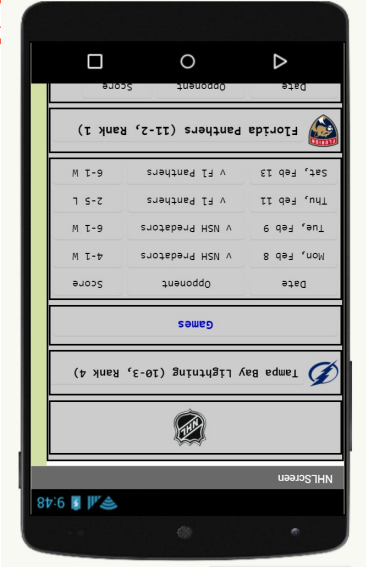 9:48
NHLScreen
NHL
Tampa Bay Lightning (10-3, Rank 4)
Games
Date Opponent Score
Mon, Feb 8 v NSH Predators 4-1 W
Tue, Feb 9 v NSH Predators 6-1 W
Thu, Feb 11 v Fl Panthers 2-5 L
Sat, Feb 13 v Fl Panthers 6-1 W
FLORIDA
Florida Panthers (11-2, Rank 1)
Date Opponent Score